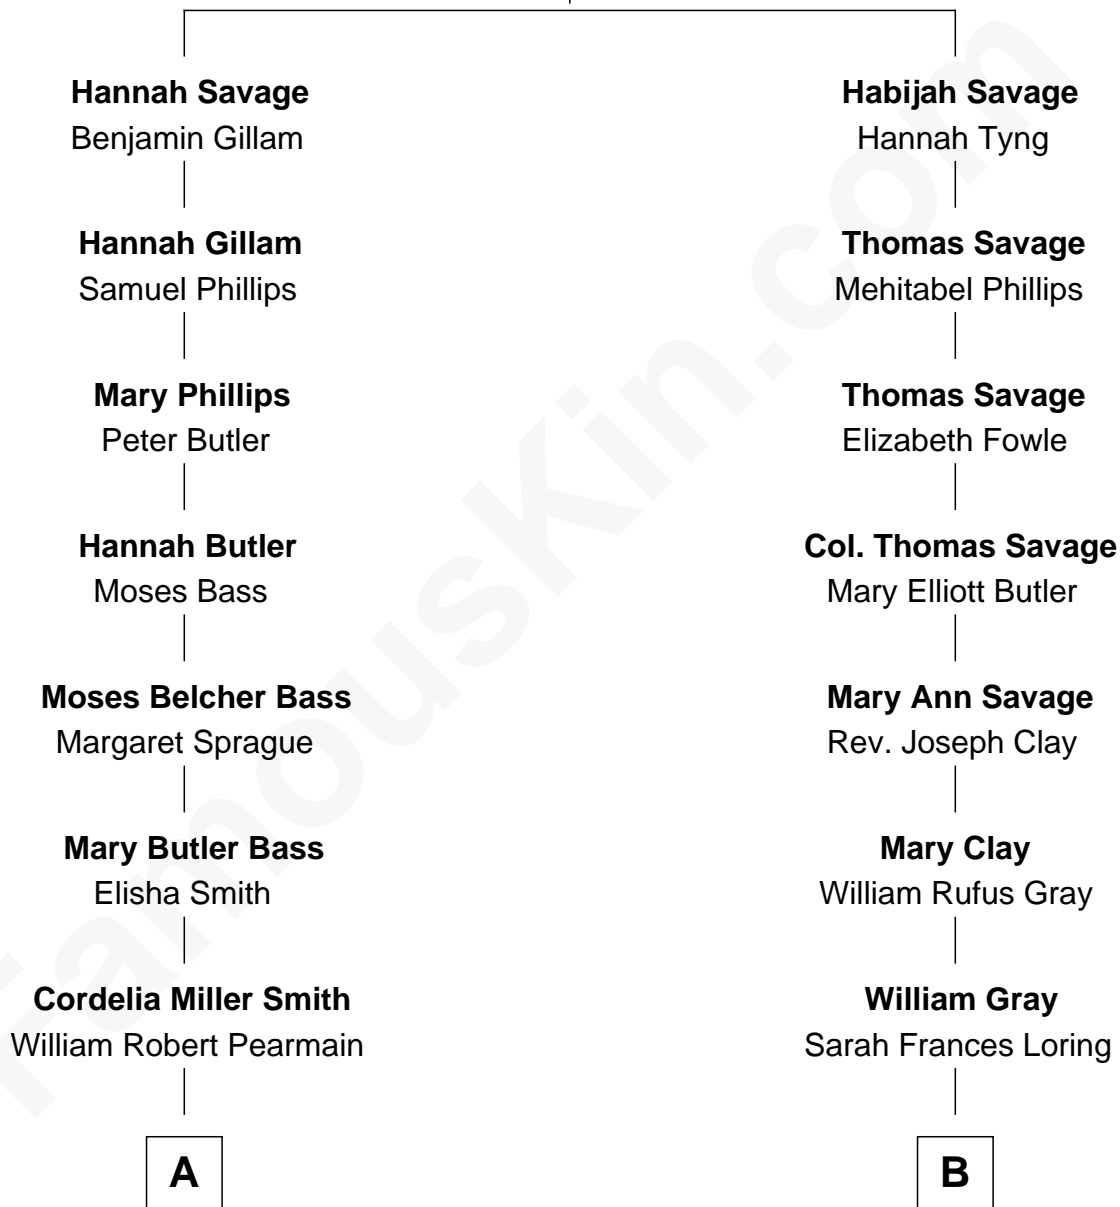 Hannah Savage
Benjamin Gillam
Hannah Gillam
Samuel Phillips
Mary Phillips
Peter Butler
Hannah Butler
Moses Bass
Moses Belcher Bass
Margaret Sprague
Mary Butler Bass
Elisha Smith
Cordelia Miller Smith
William Robert Pearmain
A
Habijah Savage
Hannah Tyng
Thomas Savage
Mehitabel Phillips
Thomas Savage
Elizabeth Fowle
Col. Thomas Savage
Mary Elliott Butler
Mary Ann Savage
Rev. Joseph Clay
Mary Clay
William Rufus Gray
William Gray
Sarah Frances Loring
B
FamousKin.com